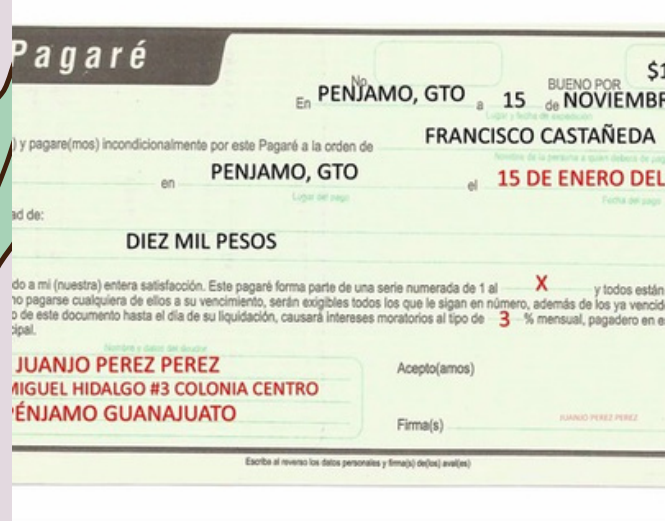 Pagaré
No.
BUENO POR $1
En PENJAMO, GTO a 15 de NOVIEMBR
Lugar y fecha de expedición
) y pagare(mos) incondicionalmente por este Pagaré a la orden de FRANCISCO CASTAÑEDA
Nombre de la persona a quien deberá de pag
en PENJAMO, GTO el 15 DE ENERO DEL
Lugar del pago Fecha del pago
ad de:
DIEZ MIL PESOS
do a mi (nuestra) entera satisfacción. Este pagaré forma parte de una serie numerada de 1 al X y todos están
no pagarse cualquiera de ellos a su vencimiento, serán exigibles todos los que le sigan en número, además de los ya vencid
o de este documento hasta el día de su liquidación, causará intereses moratorios al tipo de 3 % mensual, pagadero en e
cipal.
Nombre y datos del deudor
JUANJO PEREZ PEREZ
MIGUEL HIDALGO #3 COLONIA CENTRO
PÉNJAMO GUANAJUATO
Acepto(amos)
Firma(s) JUANJO PEREZ PEREZ
Escriba al reverso los datos personales y firma(s) de(los) aval(es)